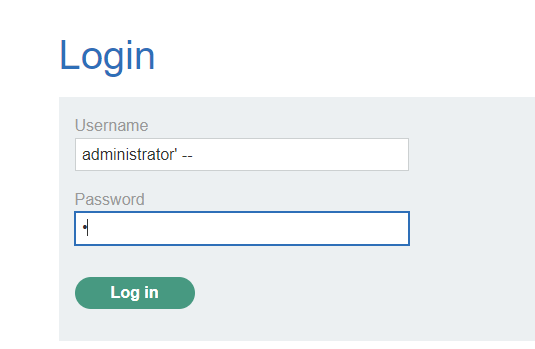 Login
Username
administrator' --
Password
•
Log in